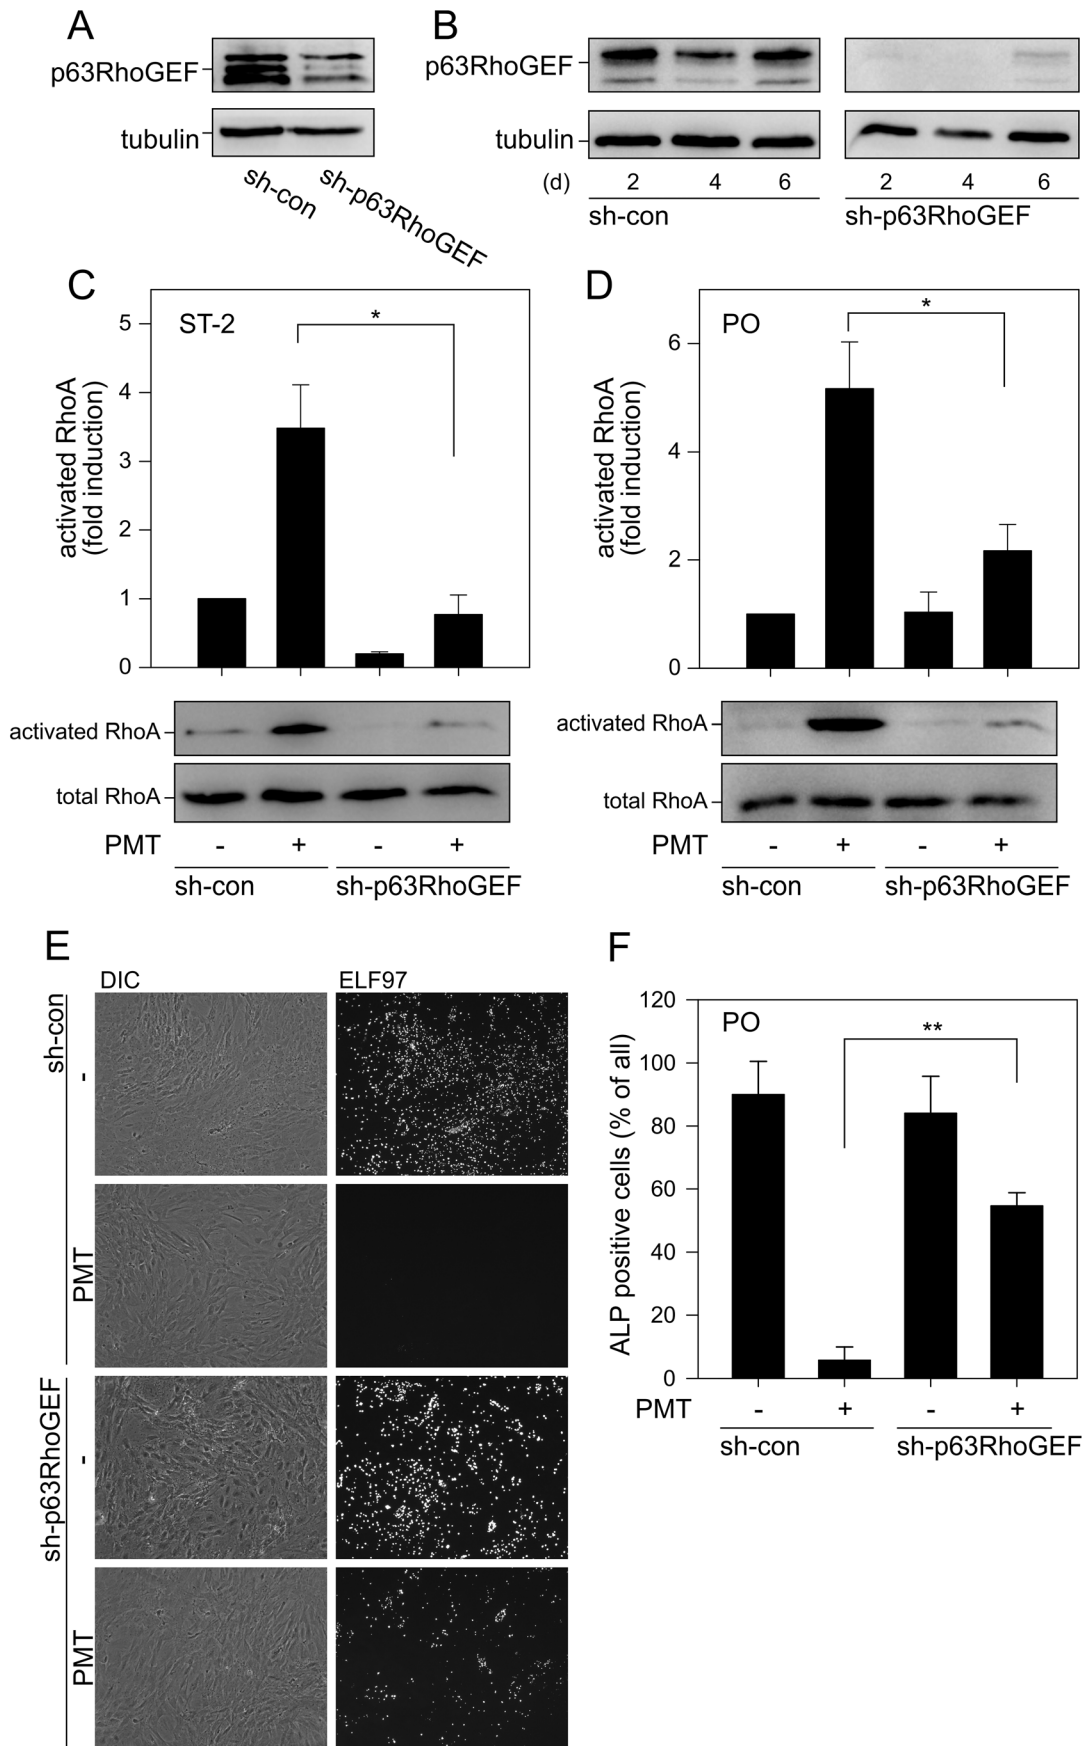 A
p63RhoGEF
tubulin
sh-con
sh-p63RhoGEF
B
p63RhoGEF
tubulin
(d) 2 4 6 2 4 6
sh-con sh-p63RhoGEF
C
ST-2
*
activated RhoA
(fold induction)
5
4
3
2
1
0
activated RhoA
total RhoA
PMT - + - +
sh-con sh-p63RhoGEF
D
PO
*
activated RhoA
(fold induction)
6
4
2
0
activated RhoA
total RhoA
PMT - + - +
sh-con sh-p63RhoGEF
E
DIC ELF97
sh-con
-
PMT
sh-p63RhoGEF
-
PMT
F
PO
**
ALP positive cells (% of all)
120
100
80
60
40
20
0
PMT - + - +
sh-con sh-p63RhoGEF